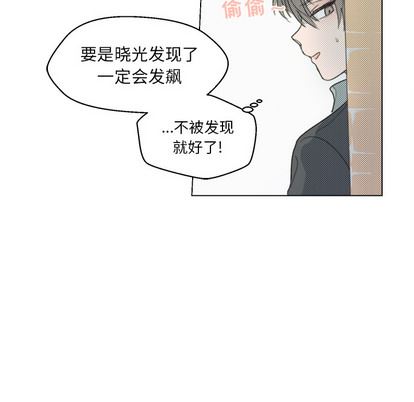 偷偷~
要是晓光发现了
一定会发飙
...不被发现
就好了!